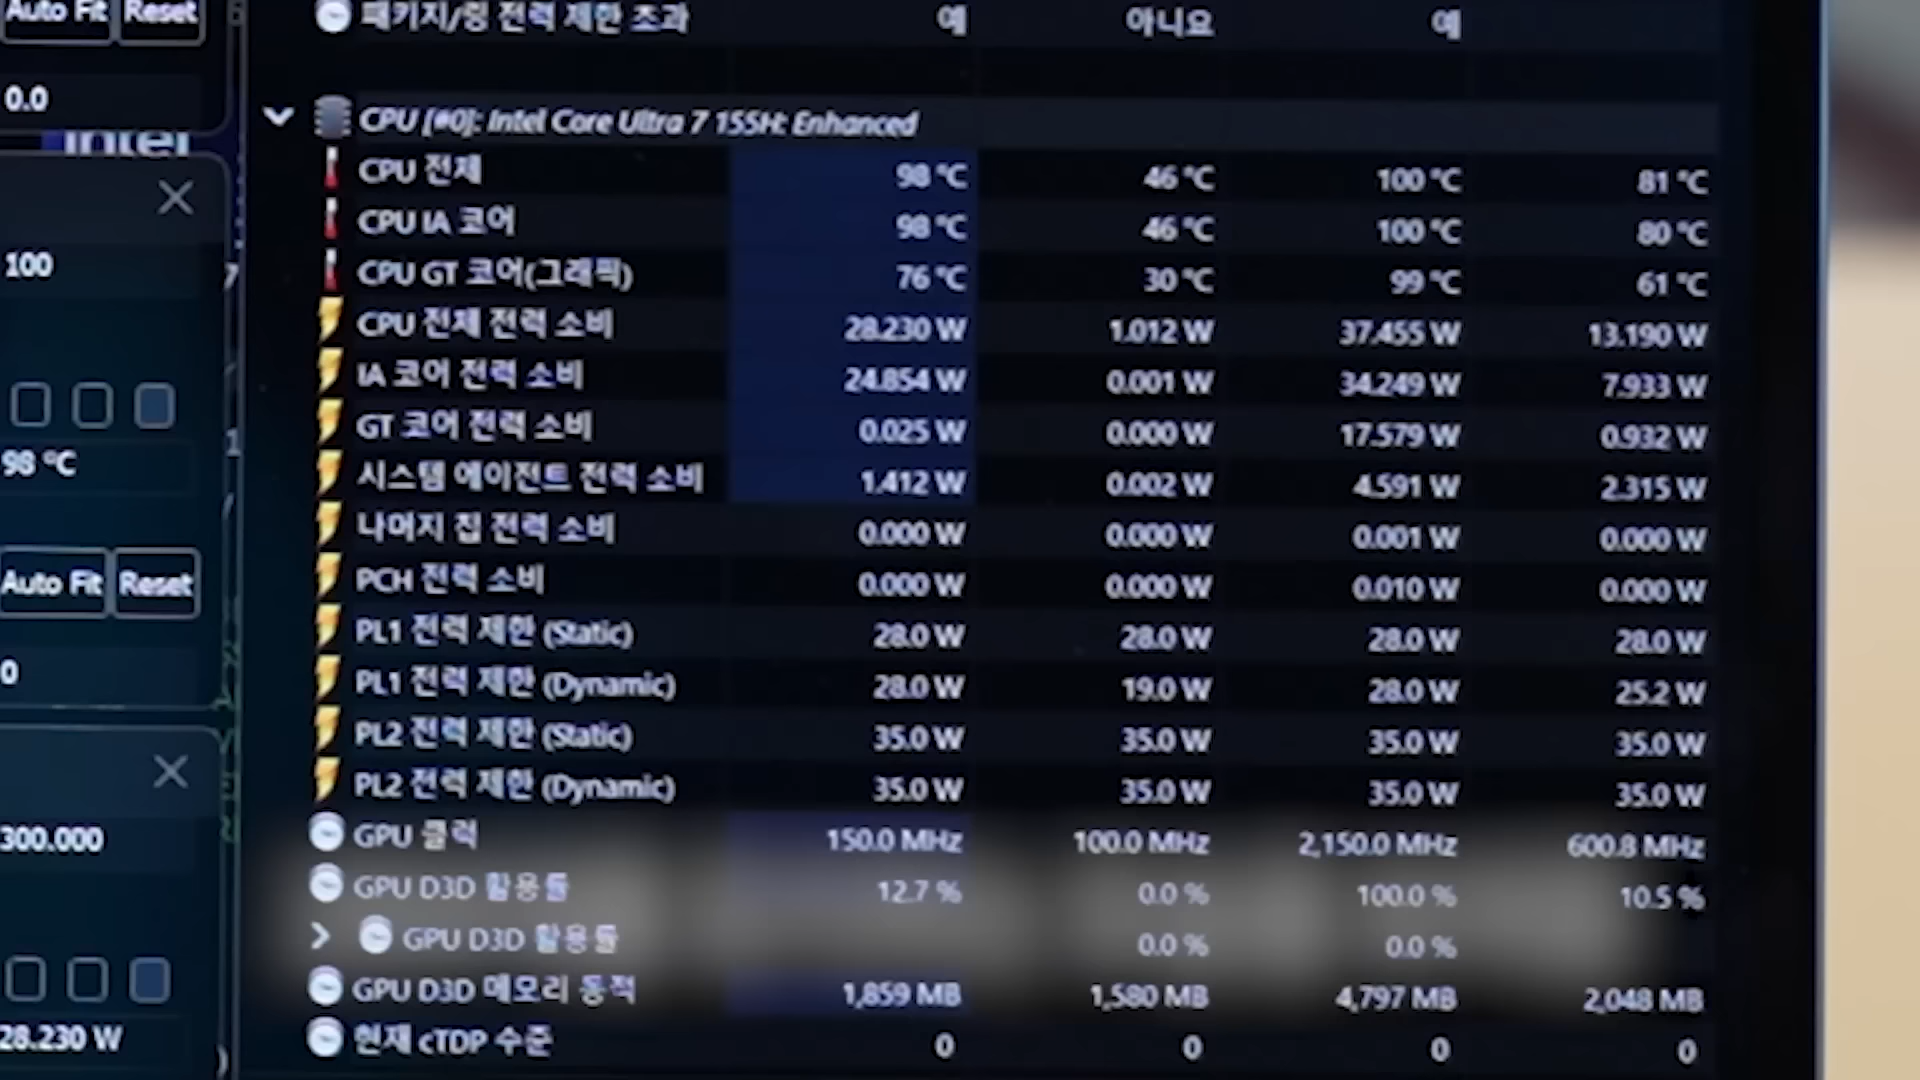 Auto Fit Reset
0.0
intel
100
98 °C
Auto Fit Reset
0
300.000
28.230 W
패키지/링 전력 제한 초과 예 아니요 예
CPU [#0]: Intel Core Ultra 7 155H: Enhanced
CPU 전체 98 °C 46 °C 100 °C 81 °C
CPU IA 코어 98 °C 46 °C 100 °C 80 °C
CPU GT 코어(그래픽) 76 °C 30 °C 99 °C 61 °C
CPU 전체 전력 소비 28.230 W 1.012 W 37.455 W 13.190 W
IA 코어 전력 소비 24.854 W 0.001 W 34.249 W 7.933 W
GT 코어 전력 소비 0.025 W 0.000 W 17.579 W 0.932 W
시스템 에이전트 전력 소비 1.412 W 0.002 W 4.591 W 2.315 W
나머지 칩 전력 소비 0.000 W 0.000 W 0.001 W 0.000 W
PCH 전력 소비 0.000 W 0.000 W 0.010 W 0.000 W
PL1 전력 제한 (Static) 28.0 W 28.0 W 28.0 W 28.0 W
PL1 전력 제한 (Dynamic) 28.0 W 19.0 W 28.0 W 25.2 W
PL2 전력 제한 (Static) 35.0 W 35.0 W 35.0 W 35.0 W
PL2 전력 제한 (Dynamic) 35.0 W 35.0 W 35.0 W 35.0 W
GPU 클럭 150.0 MHz 100.0 MHz 2,150.0 MHz 600.8 MHz
GPU D3D 활용률 12.7 % 0.0 % 100.0 % 10.5 %
GPU D3D 활용률 0.0 % 0.0 %
GPU D3D 메모리 동적 1,859 MB 1,580 MB 4,797 MB 2,048 MB
현재 cTDP 수준 0 0 0 0